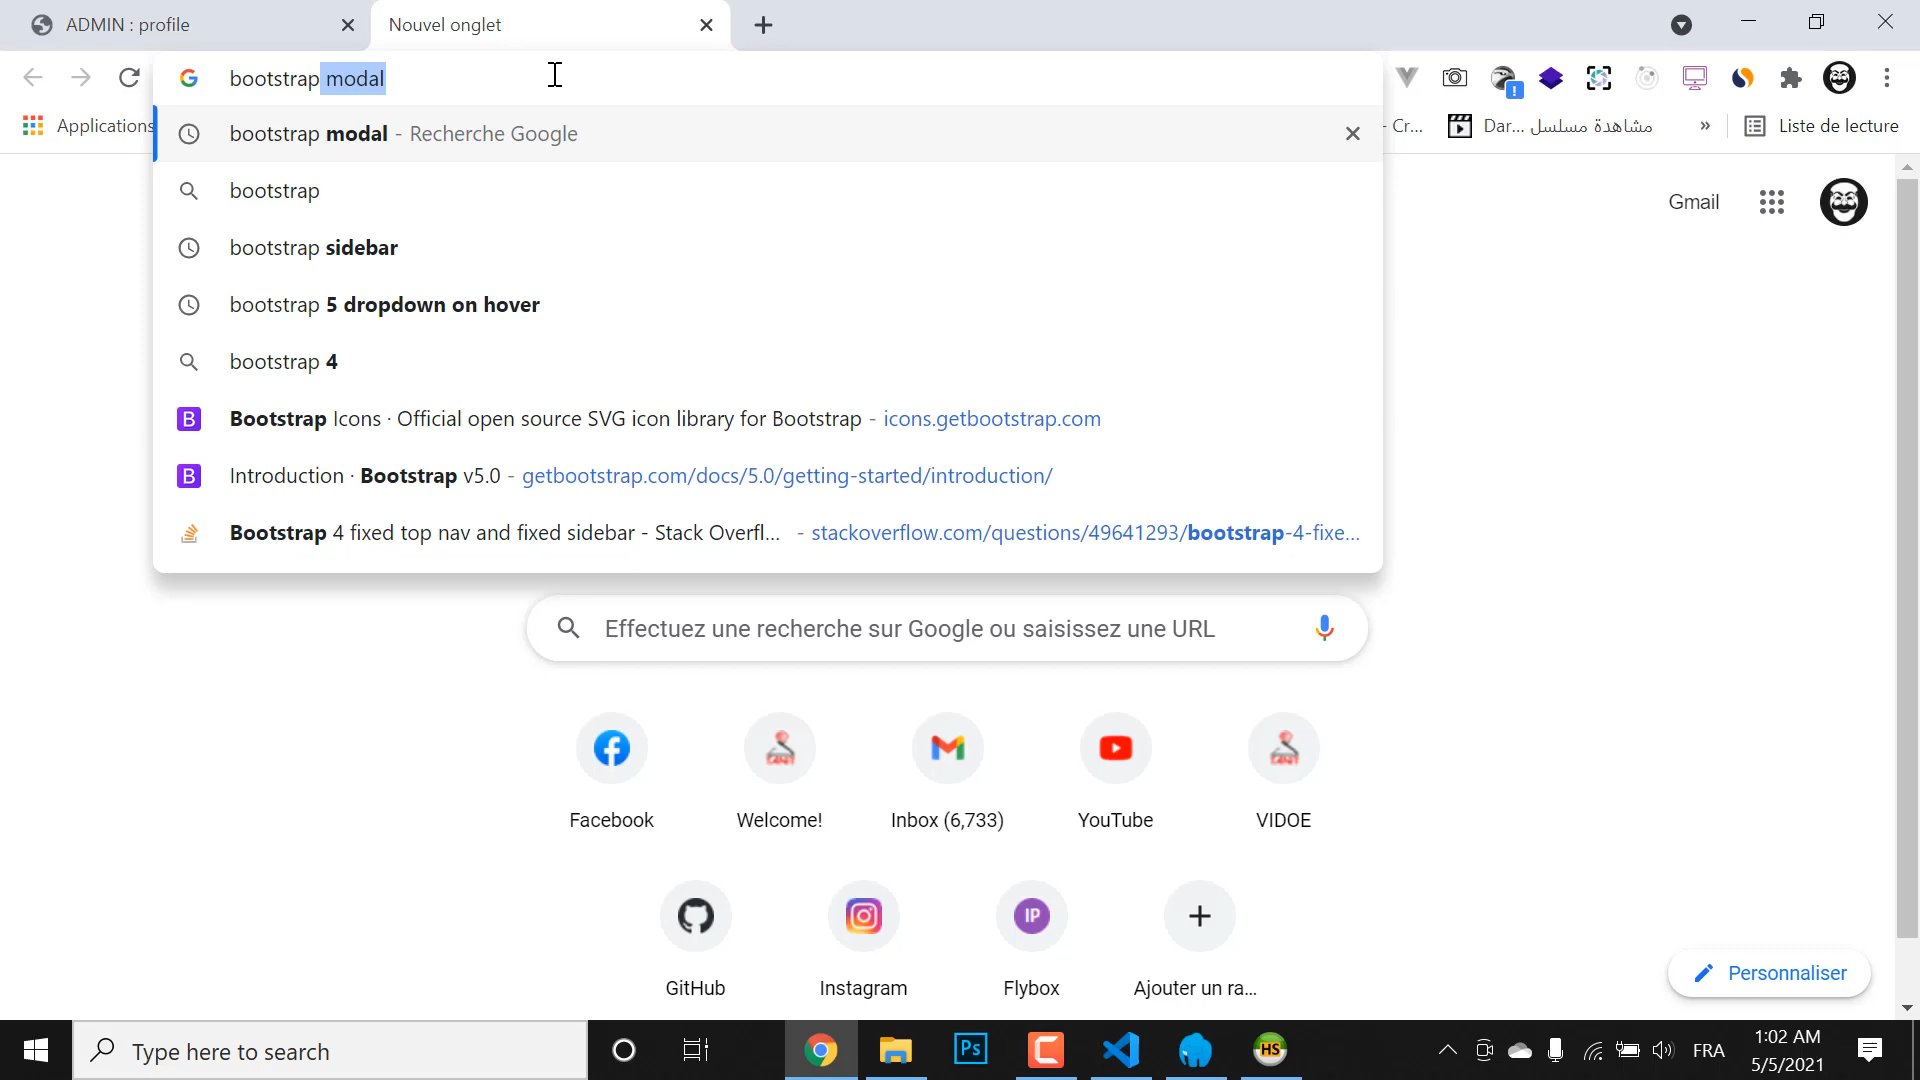 ADMIN : profile
Nouvel onglet
bootstrap modal
Applications
- Cr...
Dar... مشاهدة مسلسل
»
Liste de lecture
bootstrap modal - Recherche Google
bootstrap
bootstrap sidebar
bootstrap 5 dropdown on hover
bootstrap 4
B Bootstrap Icons · Official open source SVG icon library for Bootstrap - icons.getbootstrap.com
B Introduction · Bootstrap v5.0 - getbootstrap.com/docs/5.0/getting-started/introduction/
Bootstrap 4 fixed top nav and fixed sidebar - Stack Overfl... - stackoverflow.com/questions/49641293/bootstrap-4-fixe...
Gmail
Effectuez une recherche sur Google ou saisissez une URL
Facebook
Welcome!
Inbox (6,733)
YouTube
VIDOE
IP
GitHub
Instagram
Flybox
Ajouter un ra...
Personnaliser
Type here to search
Ps
HS
FRA
1:02 AM
5/5/2021